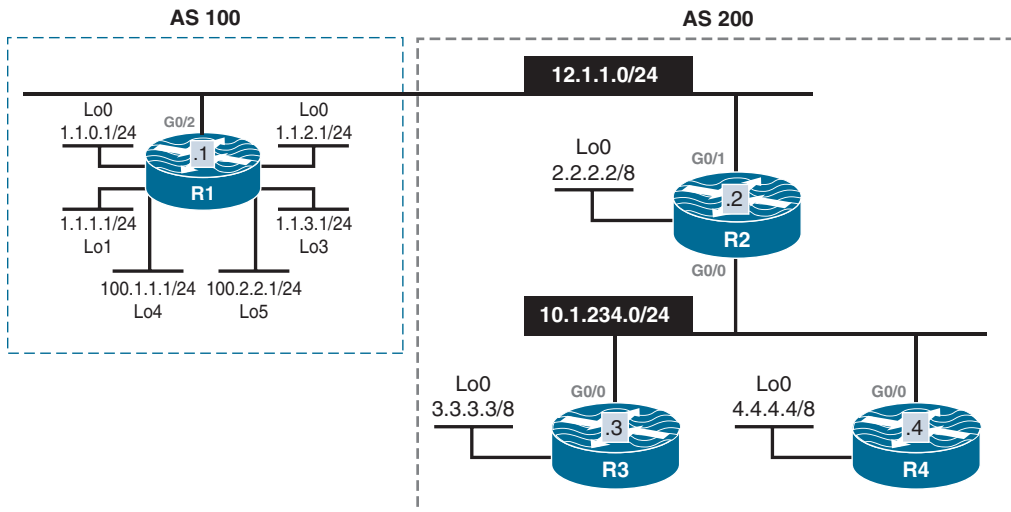 AS 100
AS 200
12.1.1.0/24
Lo0
1.1.0.1/24
G0/2
Lo0
1.1.2.1/24
.1
R1
1.1.1.1/24
Lo1
1.1.3.1/24
Lo3
100.1.1.1/24
Lo4
100.2.2.1/24
Lo5
G0/1
Lo0
2.2.2.2/8
.2
R2
G0/0
10.1.234.0/24
Lo0
3.3.3.3/8
G0/0
.3
R3
Lo0
4.4.4.4/8
G0/0
.4
R4